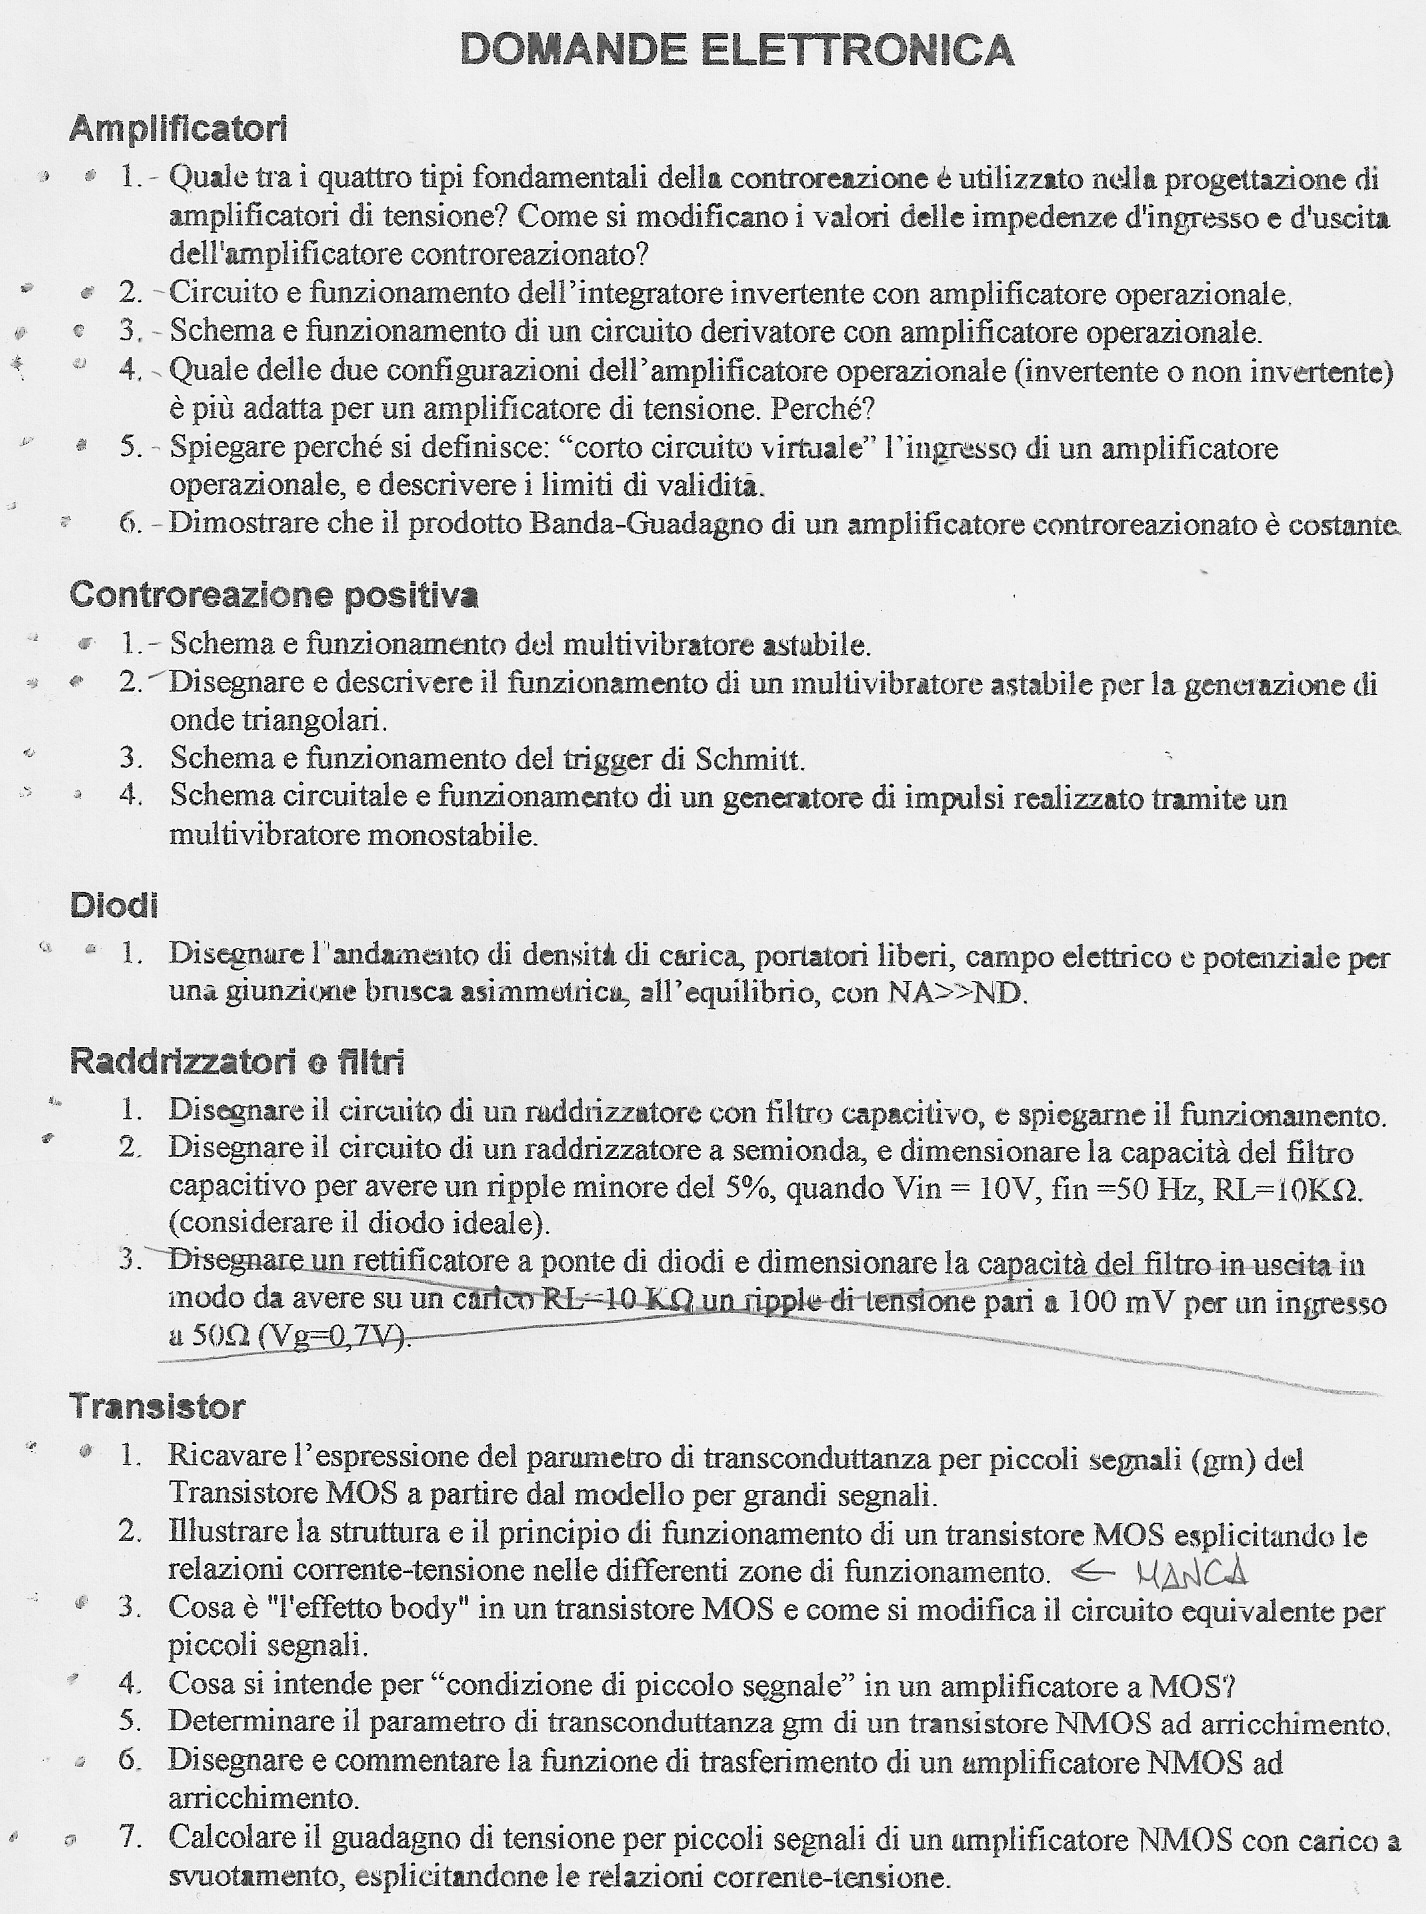 DOMANDE ELETTRONICA
Amplificatori
1. - Quale tra i quattro tipi fondamentali della controreazione è utilizzato nella progettazione di
amplificatori di tensione? Come si modificano i valori delle impedenze d'ingresso e d'uscita
dell'amplificatore controreazionato?
2. - Circuito e funzionamento dell'integratore invertente con amplificatore operazionale.
3. - Schema e funzionamento di un circuito derivatore con amplificatore operazionale.
4. - Quale delle due configurazioni dell'amplificatore operazionale (invertente o non invertente)
è più adatta per un amplificatore di tensione. Perché?
5. - Spiegare perché si definisce: “corto circuito virtuale” l'ingresso di un amplificatore
operazionale, e descrivere i limiti di validità.
6. - Dimostrare che il prodotto Banda-Guadagno di un amplificatore controreazionato è costante.
Controreazione positiva
1. - Schema e funzionamento del multivibratore astabile.
2. - Disegnare e descrivere il funzionamento di un multivibratore astabile per la generazione di
onde triangolari.
3. Schema e funzionamento del trigger di Schmitt.
4. Schema circuitale e funzionamento di un generatore di impulsi realizzato tramite un
multivibratore monostabile.
Diodi
1. Disegnare l'andamento di densità di carica, portatori liberi, campo elettrico e potenziale per
una giunzione brusca asimmetrica, all'equilibrio, con NA>>ND.
Raddrizzatori e filtri
1. Disegnare il circuito di un raddrizzatore con filtro capacitivo, e spiegarne il funzionamento.
2. Disegnare il circuito di un raddrizzatore a semionda, e dimensionare la capacità del filtro
capacitivo per avere un ripple minore del 5%, quando Vin = 10V, fin =50 Hz, RL=10KΩ.
(considerare il diodo ideale).
3. Disegnare un rettificatore a ponte di diodi e dimensionare la capacità del filtro in uscita in
modo da avere su un carico RL=10 KΩ un ripple di tensione pari a 100 mV per un ingresso
a 50Ω (Vg=0,7V).
Transistor
1. Ricavare l'espressione del parametro di transconduttanza per piccoli segnali (gm) del
Transistore MOS a partire dal modello per grandi segnali.
2. Illustrare la struttura e il principio di funzionamento di un transistore MOS esplicitando le
relazioni corrente-tensione nelle differenti zone di funzionamento. ← MANCA
3. Cosa è "l'effetto body" in un transistore MOS e come si modifica il circuito equivalente per
piccoli segnali.
4. Cosa si intende per “condizione di piccolo segnale” in un amplificatore a MOS?
5. Determinare il parametro di transconduttanza gm di un transistore NMOS ad arricchimento.
6. Disegnare e commentare la funzione di trasferimento di un amplificatore NMOS ad
arricchimento.
7. Calcolare il guadagno di tensione per piccoli segnali di un amplificatore NMOS con carico a
svuotamento, esplicitandone le relazioni corrente-tensione.